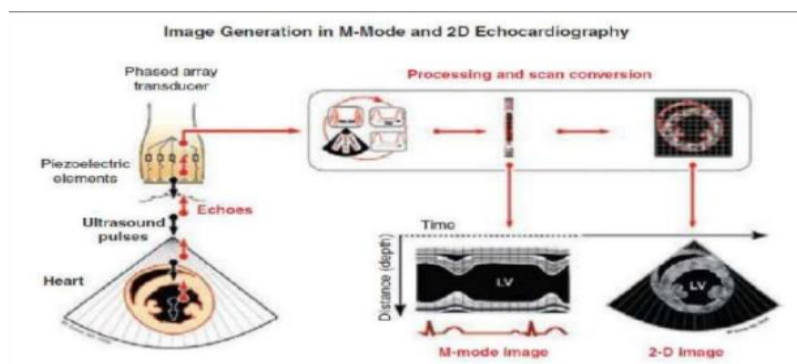 Image Generation in M-Mode and 2D Echocardiography
Phased array
transducer
Processing and scan conversion
Piezoelectric
elements
Echoes
Ultrasound
pulses
Heart
Time
Distance (depth)
LV
LV
M-mode image
2-D image